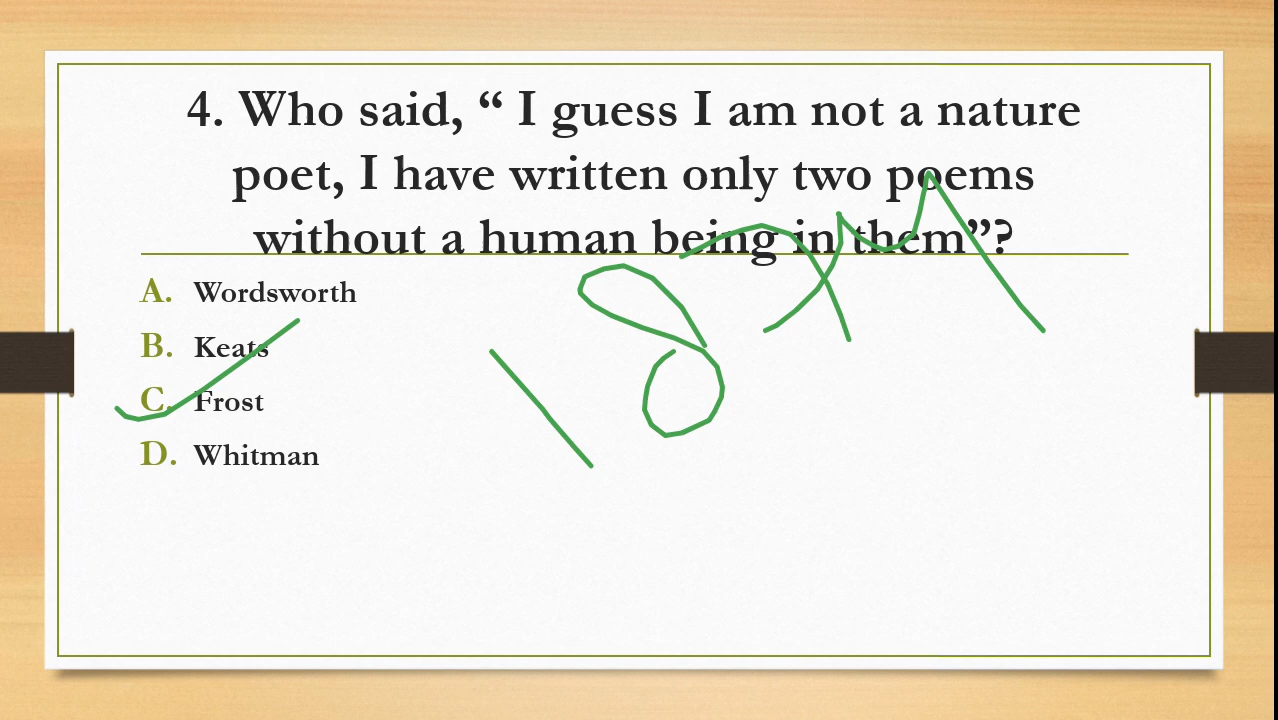 4. Who said, “ I guess I am not a nature
poet, I have written only two poems
without a human being in them”?
A. Wordsworth
B. Keats
C. Frost
D. Whitman
1874